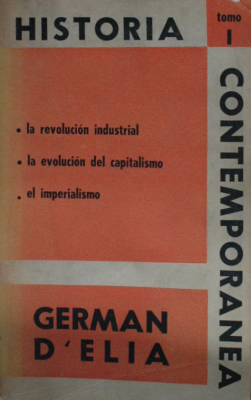 HISTORIA
tomo
I
CONTEMPORANEA
• la revolución industrial
• la evolución del capitalismo
• el imperialismo
GERMAN
D'ELIA